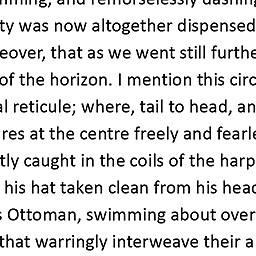 ming, and remorselessly dashing
ty was now altogether dispensed
eover, that as we went still furthe
of the horizon. I mention this circ
al reticule; where, tail to head, an
res at the centre freely and fearle
tly caught in the coils of the harp
his hat taken clean from his head
s Ottoman, swimming about over
that warringly interweave their a